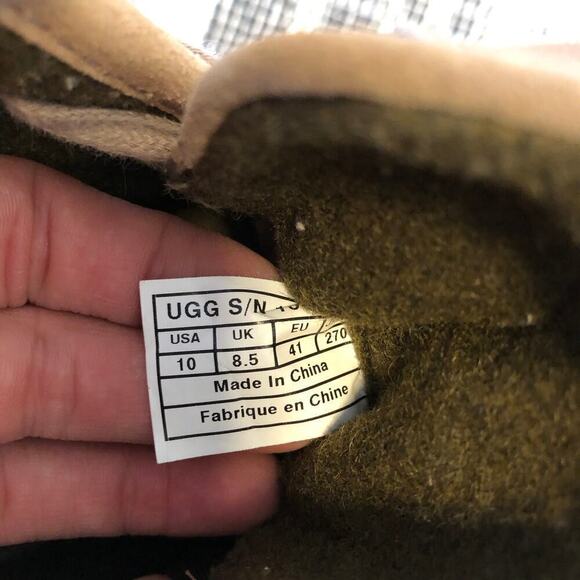 UGG S/N
USA UK EU
10 8.5 41 270
Made In China
Fabrique en Chine